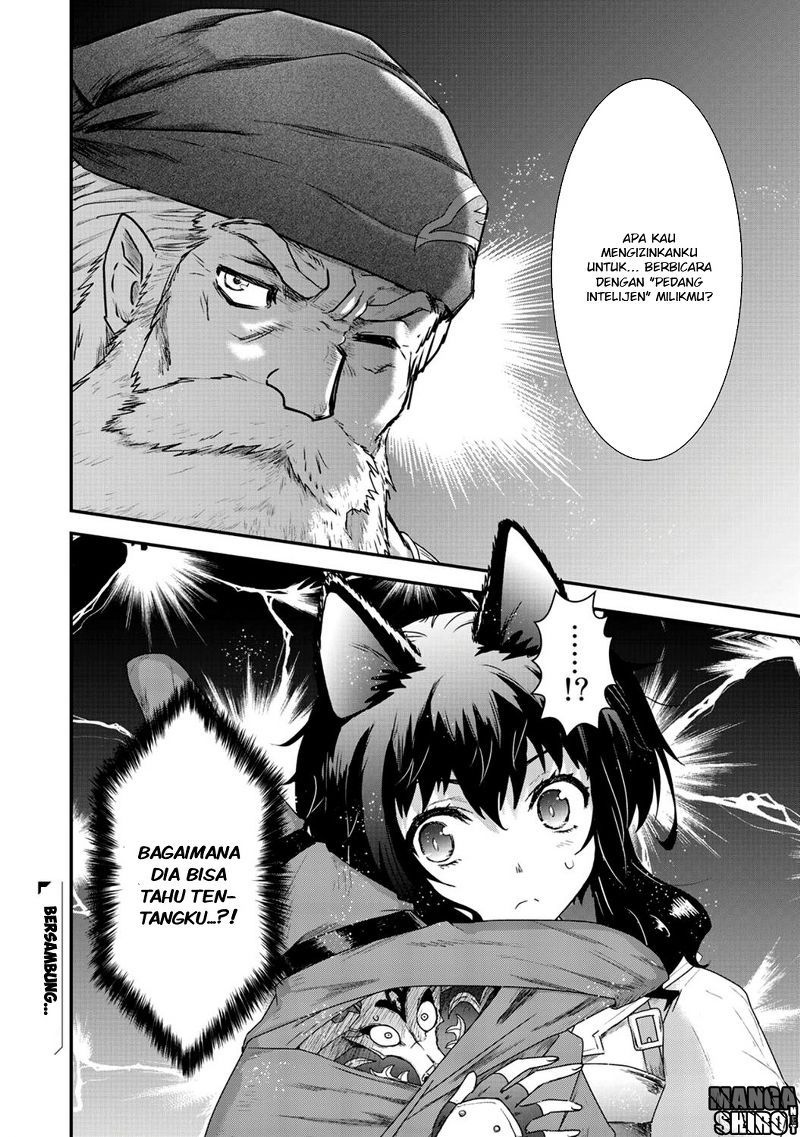 APA KAU
MENGIZINKANKU
UNTUK... BERBICARA
DENGAN "PEDANG
INTELIJEN" MILIKMU?
......!?
BAGAIMANA
DIA BISA
TAHU TEN-
TANGKU...?!
BERSAMBUNG...
MANGA
SHIRO!